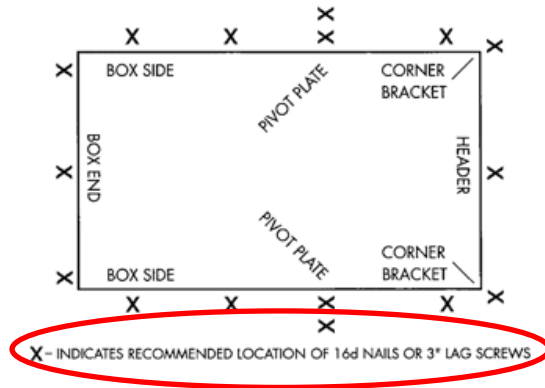 X X X X X X
BOX SIDE
PIVOT PLATE
CORNER
BRACKET
X X
BOX END
HEADER
X X
PIVOT PLATE
CORNER
BRACKET
BOX SIDE
X X
X X X X
X
X – INDICATES RECOMMENDED LOCATION OF 16d NAILS OR 3" LAG SCREWS